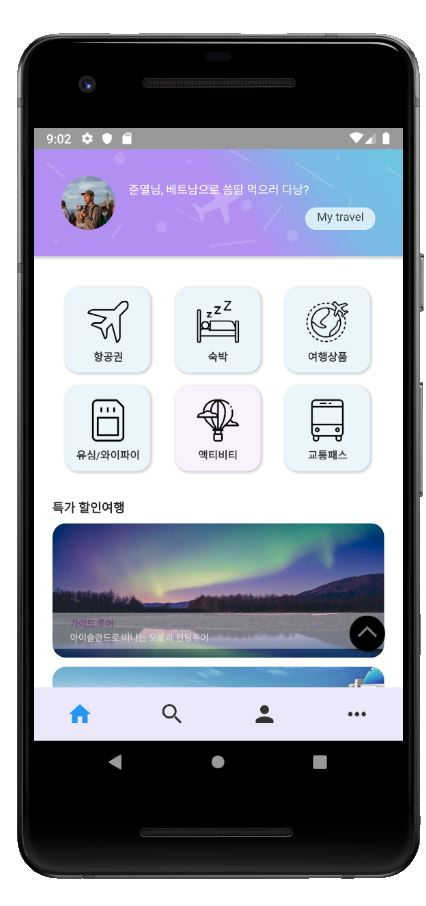 9:02
준열님, 베트남으로 쏨땀 먹으러 다낭?
My travel
z z Z
항공권
숙박
여행상품
유심/와이파이
액티비티
교통패스
특가 할인여행
가이드 투어
아이슬란드로 떠나는 오로라 헌팅투어